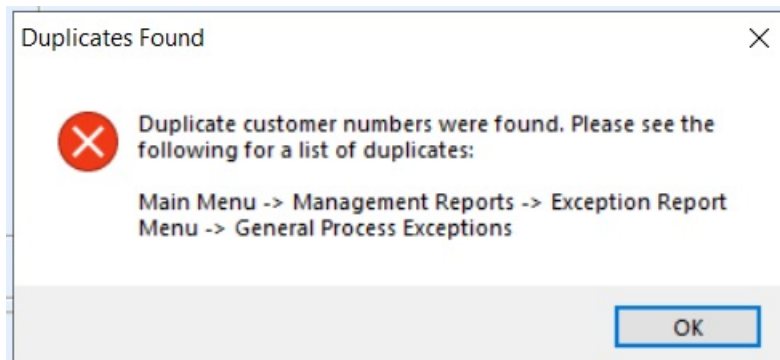 Duplicates Found
Duplicate customer numbers were found. Please see the
following for a list of duplicates:
Main Menu -> Management Reports -> Exception Report
Menu -> General Process Exceptions
OK